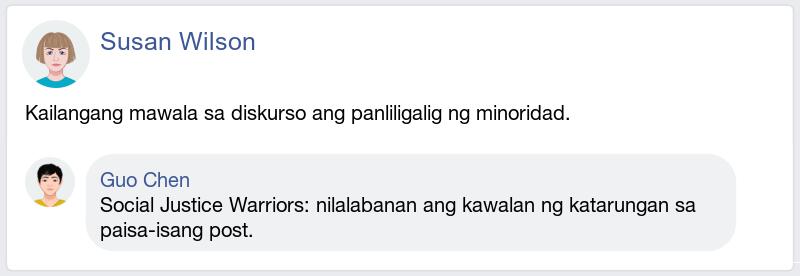 Susan Wilson
Kailangang mawala sa diskurso ang panliligalig ng minoridad.
Guo Chen
Social Justice Warriors: nilalabanan ang kawalan ng katarungan sa
paisa-isang post.